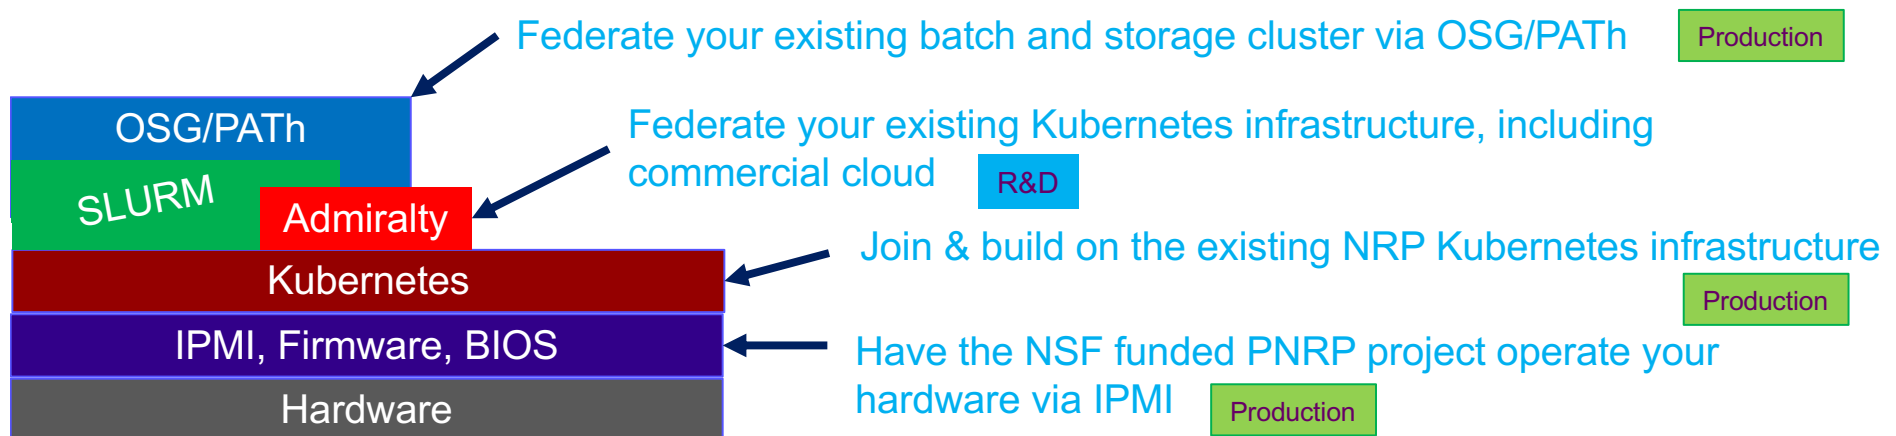 Federate your existing batch and storage cluster via OSG/PATh
Production
OSG/PATh
Federate your existing Kubernetes infrastructure, including
commercial cloud
R&D
SLURM
Admiralty
Join & build on the existing NRP Kubernetes infrastructure
Kubernetes
Production
IPMI, Firmware, BIOS
Have the NSF funded PNRP project operate your
hardware via IPMI
Production
Hardware